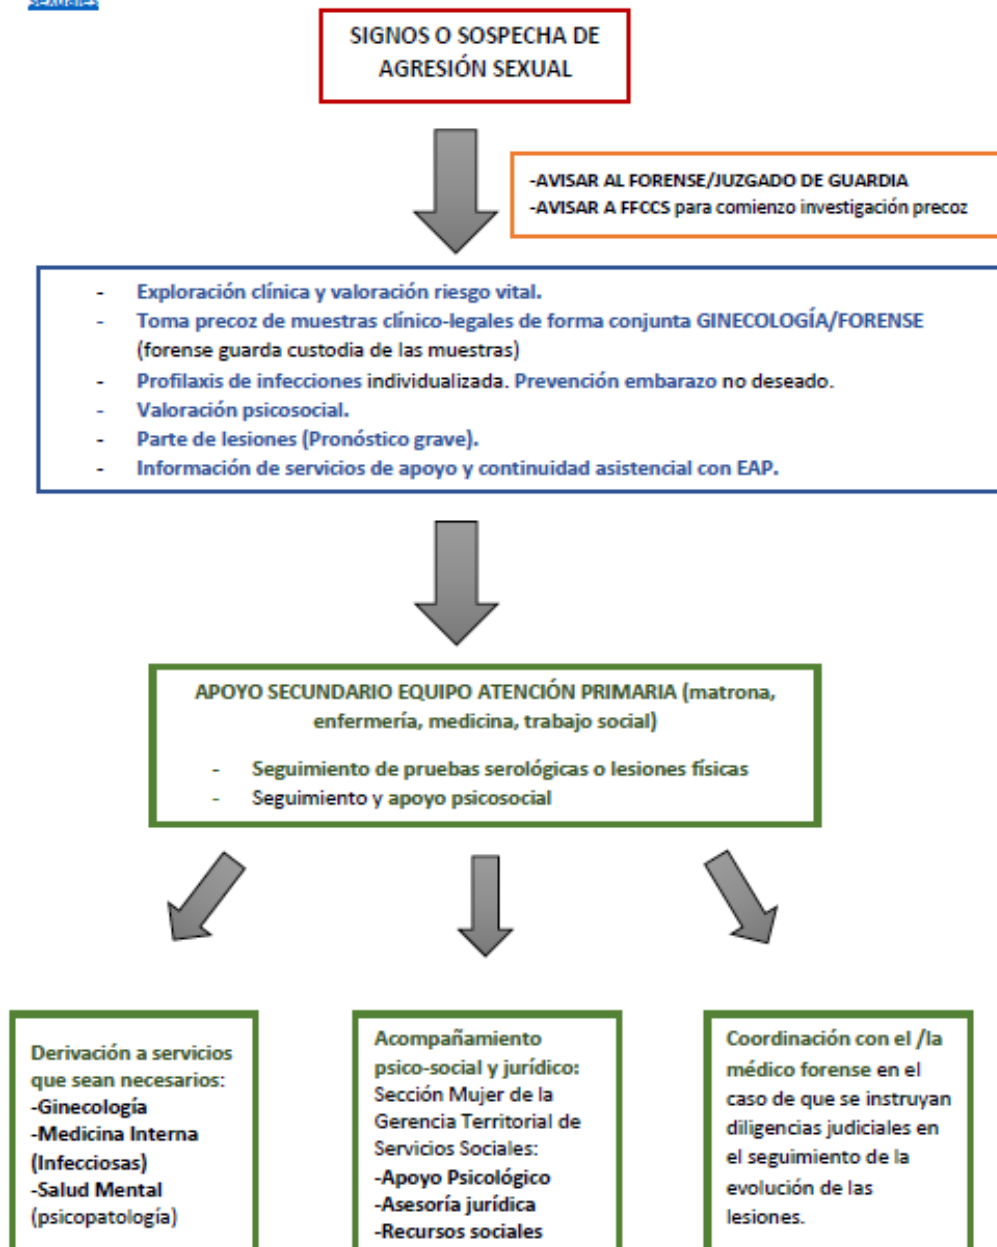 sexuales
SIGNOS O SOSPECHA DE
AGRESIÓN SEXUAL
-AVISAR AL FORENSE/JUZGADO DE GUARDIA
-AVISAR A FFCCS para comienzo investigación precoz
- Exploración clínica y valoración riesgo vital.
- Toma precoz de muestras clínico-legales de forma conjunta GINECOLOGÍA/FORENSE
(forense guarda custodia de las muestras)
- Profilaxis de infecciones individualizada. Prevención embarazo no deseado.
- Valoración psicosocial.
- Parte de lesiones (Pronóstico grave).
- Información de servicios de apoyo y continuidad asistencial con EAP.
APOYO SECUNDARIO EQUIPO ATENCIÓN PRIMARIA (matrona,
enfermería, medicina, trabajo social)
- Seguimiento de pruebas serológicas o lesiones físicas
- Seguimiento y apoyo psicosocial
Derivación a servicios
que sean necesarios:
-Ginecología
-Medicina Interna
(Infecciosas)
-Salud Mental
(psicopatología)
Acompañamiento
psico-social y jurídico:
Sección Mujer de la
Gerencia Territorial de
Servicios Sociales:
-Apoyo Psicológico
-Asesoría jurídica
-Recursos sociales
Coordinación con el /la
médico forense en el
caso de que se instruyan
diligencias judiciales en
el seguimiento de la
evolución de las
lesiones.